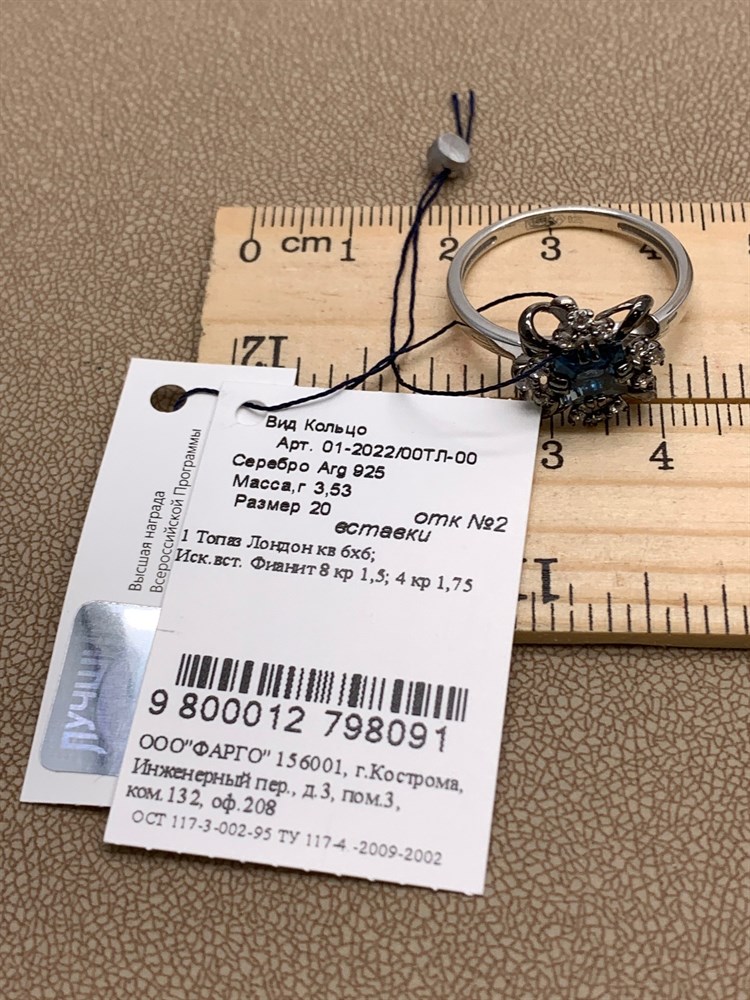 0 cm 1 2 3 4
12
3 4
11
Вид Кольцо
Арт. 01-2022/00ТЛ-00
Серебро Arg 925
Масса,г 3,53
Размер 20 отк №2
вставки
1 Топаз Лондон кв 6х6;
Иск.вст. Фианит 8 кр 1,5; 4 кр 1,75
9 800012 798091
ООО"ФАРГО" 156001, г.Кострома,
Инженерный пер., д.3, пом.3,
ком.132, оф.208
ОСТ 117-3-002-95 ТУ 117-4 -2009-2002
Высшая награда
Всероссийской Программы